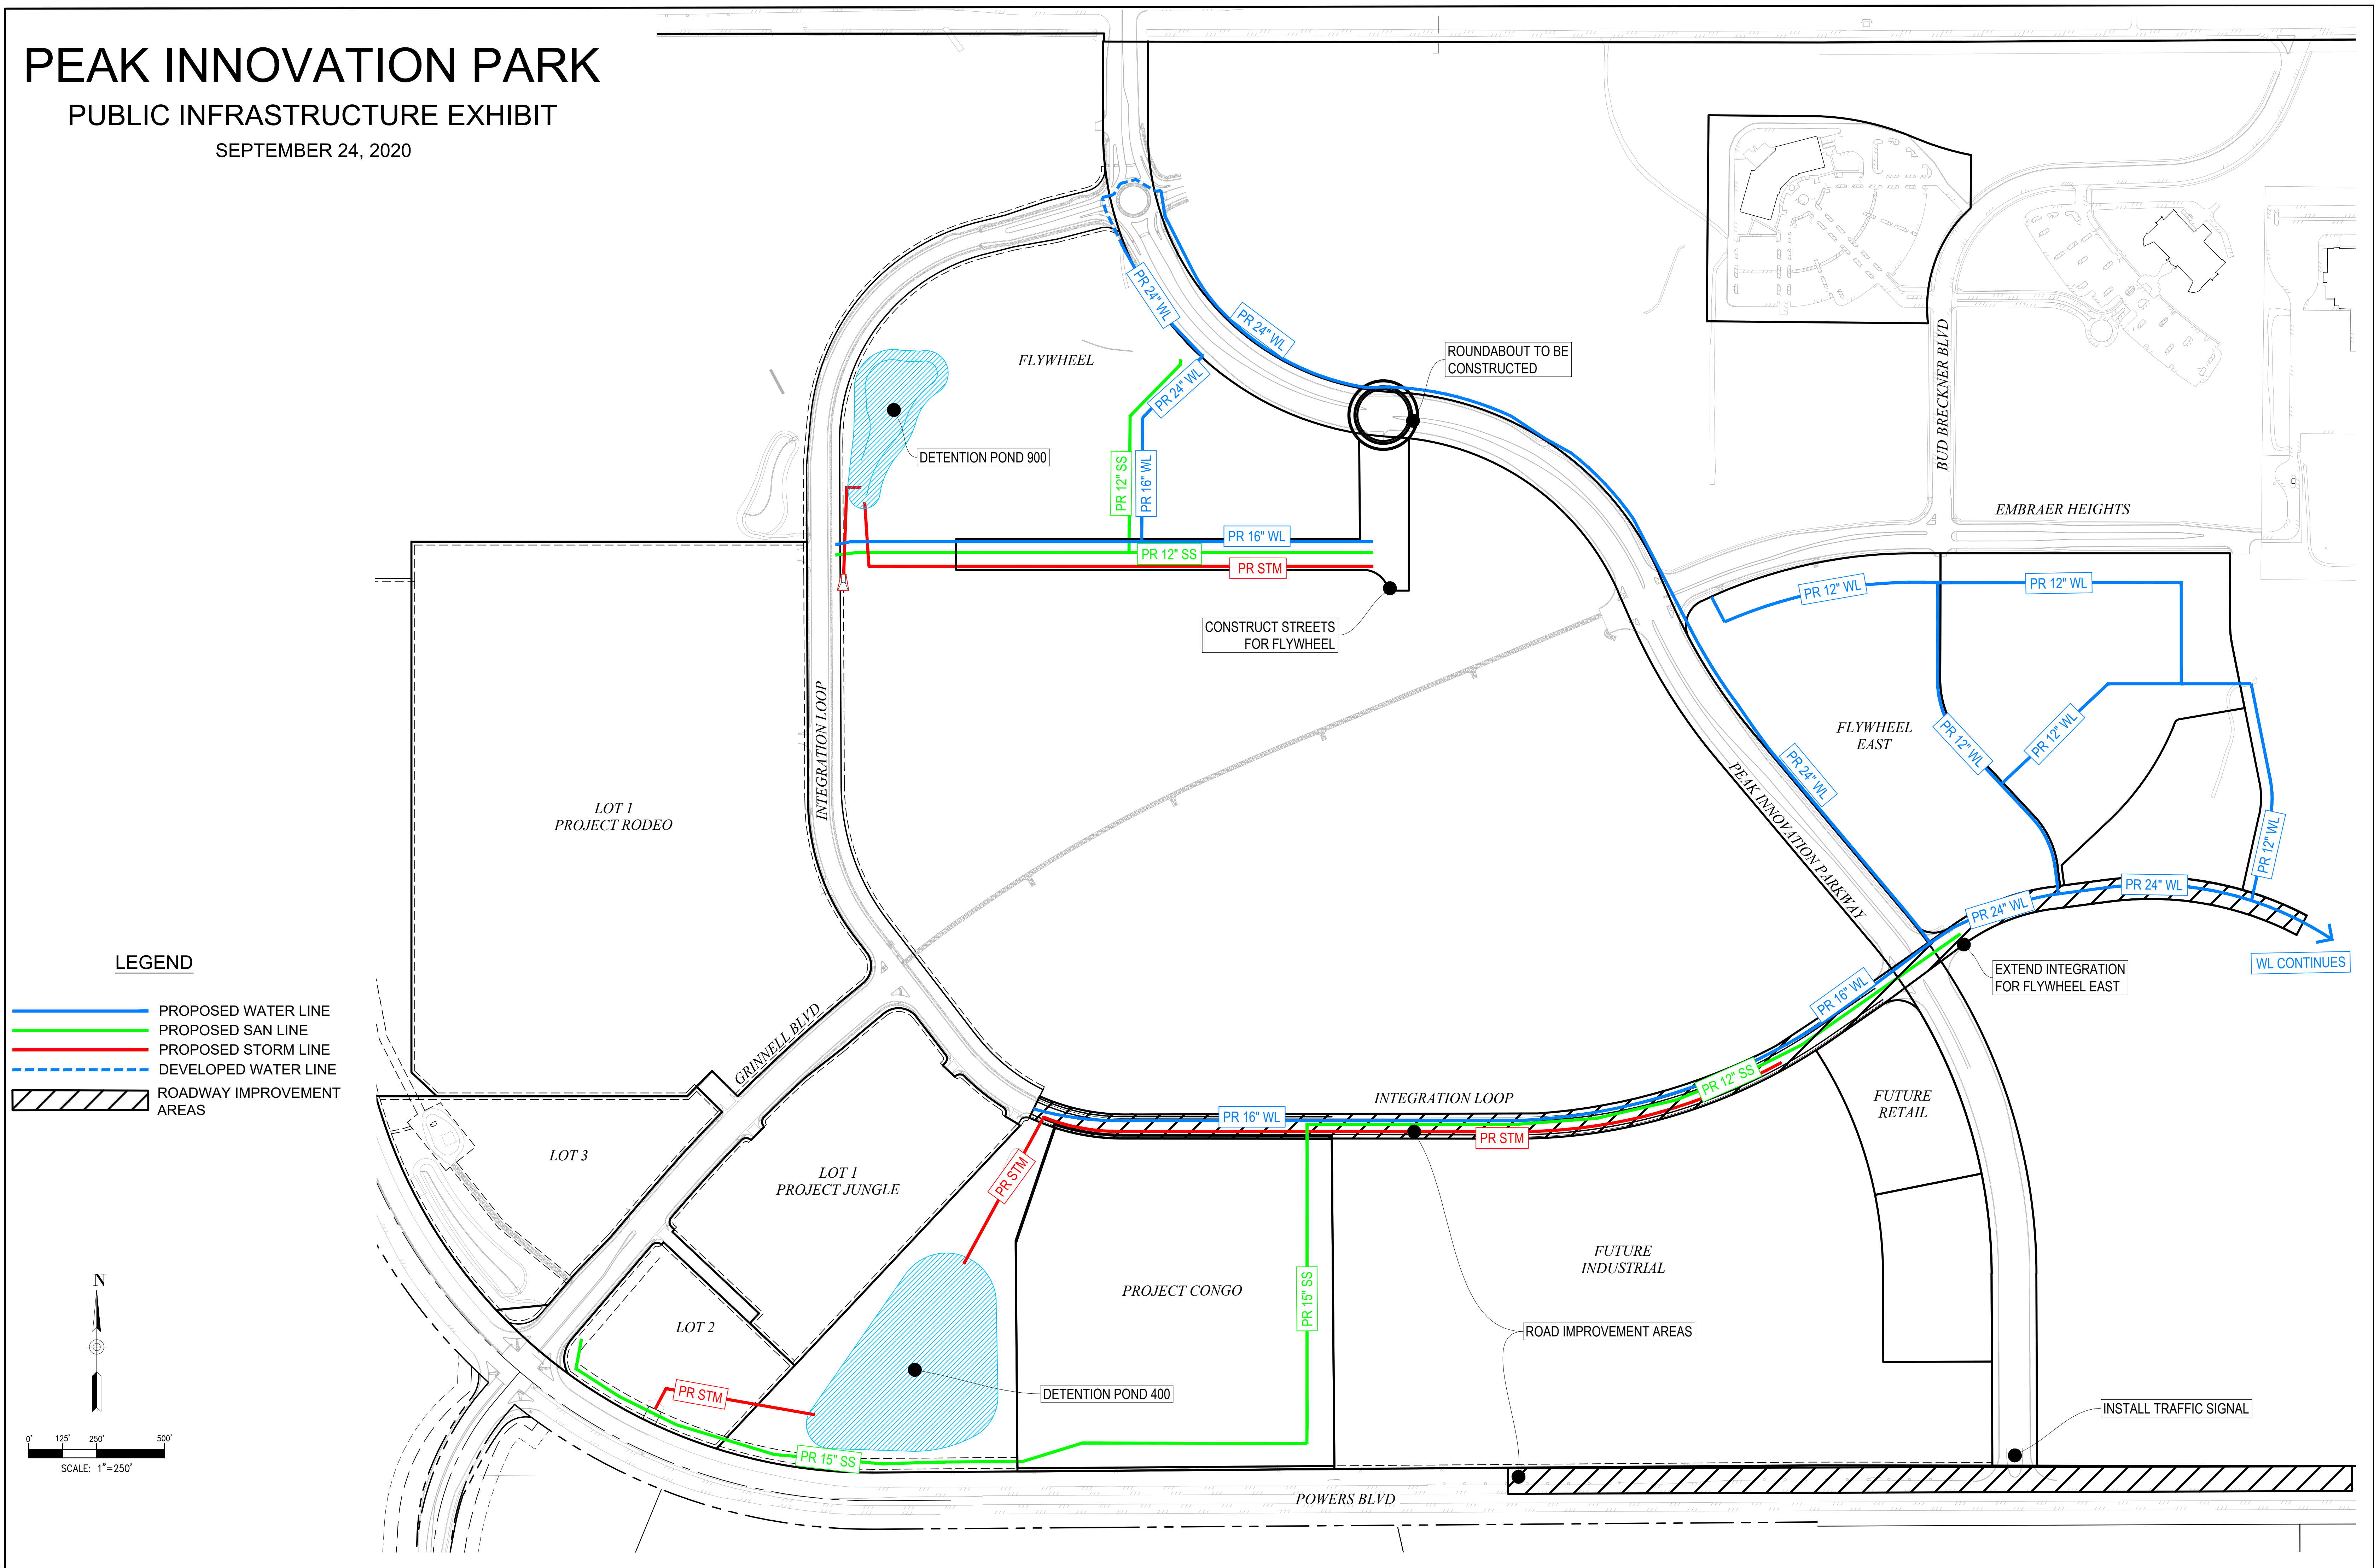 PEAK INNOVATION PARK
PUBLIC INFRASTRUCTURE EXHIBIT
SEPTEMBER 24, 2020
PR 24" WL
PR 24" WL
ROUNDABOUT TO BE
CONSTRUCTED
FLYWHEEL
PR 24" WL
BUD BRECKNER BLVD
DETENTION POND 900
PR 12" SS
PR 16" WL
EMBRAER HEIGHTS
PR 16" WL
PR 12" SS
PR STM
PR 12" WL
PR 12" WL
CONSTRUCT STREETS
FOR FLYWHEEL
INTEGRATION LOOP
FLYWHEEL
EAST
PR 12" WL
PR 12" WL
PR 24" WL
PEAK INNOVATION PARKWAY
LOT 1
PROJECT RODEO
PR 12" WL
PR 24" WL
PR 24" WL
WL CONTINUES
EXTEND INTEGRATION
FOR FLYWHEEL EAST
PR 16" WL
LEGEND
PROPOSED WATER LINE
PROPOSED SAN LINE
PROPOSED STORM LINE
DEVELOPED WATER LINE
ROADWAY IMPROVEMENT
AREAS
GRINNELL BLVD
PR 12" SS
INTEGRATION LOOP
FUTURE
RETAIL
PR 16" WL
PR STM
LOT 3
LOT 1
PROJECT JUNGLE
PR STM
FUTURE
INDUSTRIAL
PROJECT CONGO
PR 15" SS
N
LOT 2
ROAD IMPROVEMENT AREAS
PR STM
DETENTION POND 400
INSTALL TRAFFIC SIGNAL
0' 125' 250' 500'
SCALE: 1"=250'
PR 15" SS
POWERS BLVD